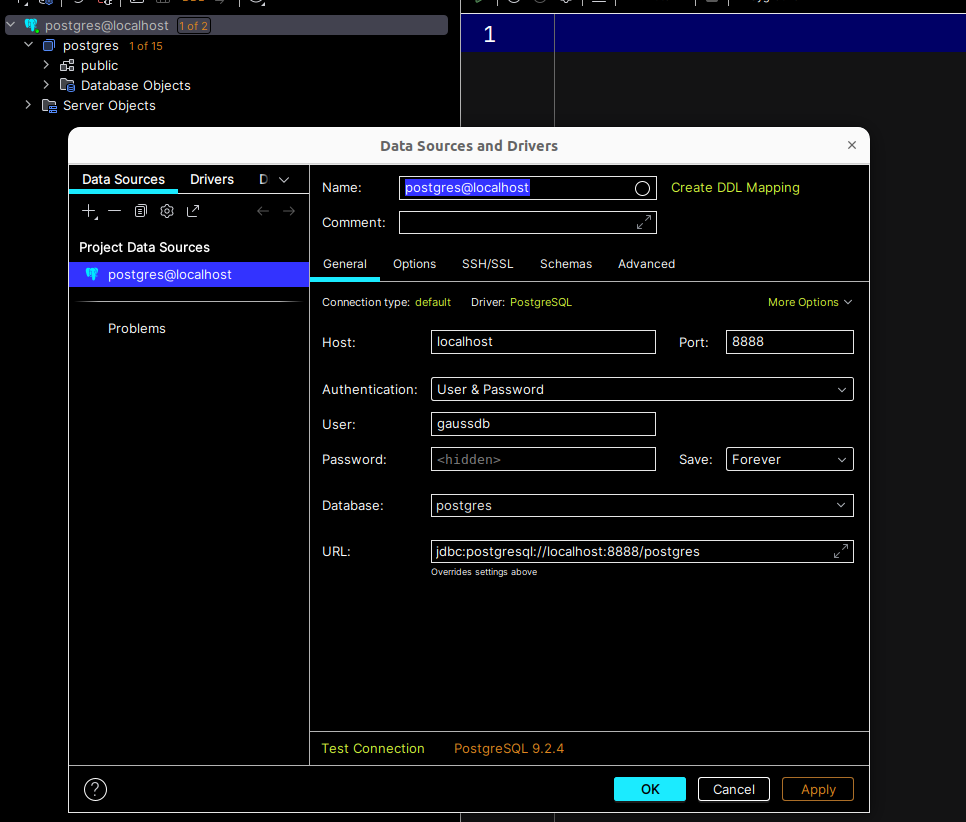 postgres@localhost 1 of 2
postgres 1 of 15
public
Database Objects
Server Objects
1
Data Sources and Drivers
Data Sources Drivers D
Project Data Sources
postgres@localhost
Problems
Name: postgres@localhost Create DDL Mapping
Comment:
General Options SSH/SSL Schemas Advanced
Connection type: default Driver: PostgreSQL More Options
Host: localhost Port: 8888
Authentication: User & Password
User: gaussdb
Password: <hidden> Save: Forever
Database: postgres
URL: jdbc:postgresql://localhost:8888/postgres
Overrides settings above
Test Connection PostgreSQL 9.2.4
? OK Cancel Apply